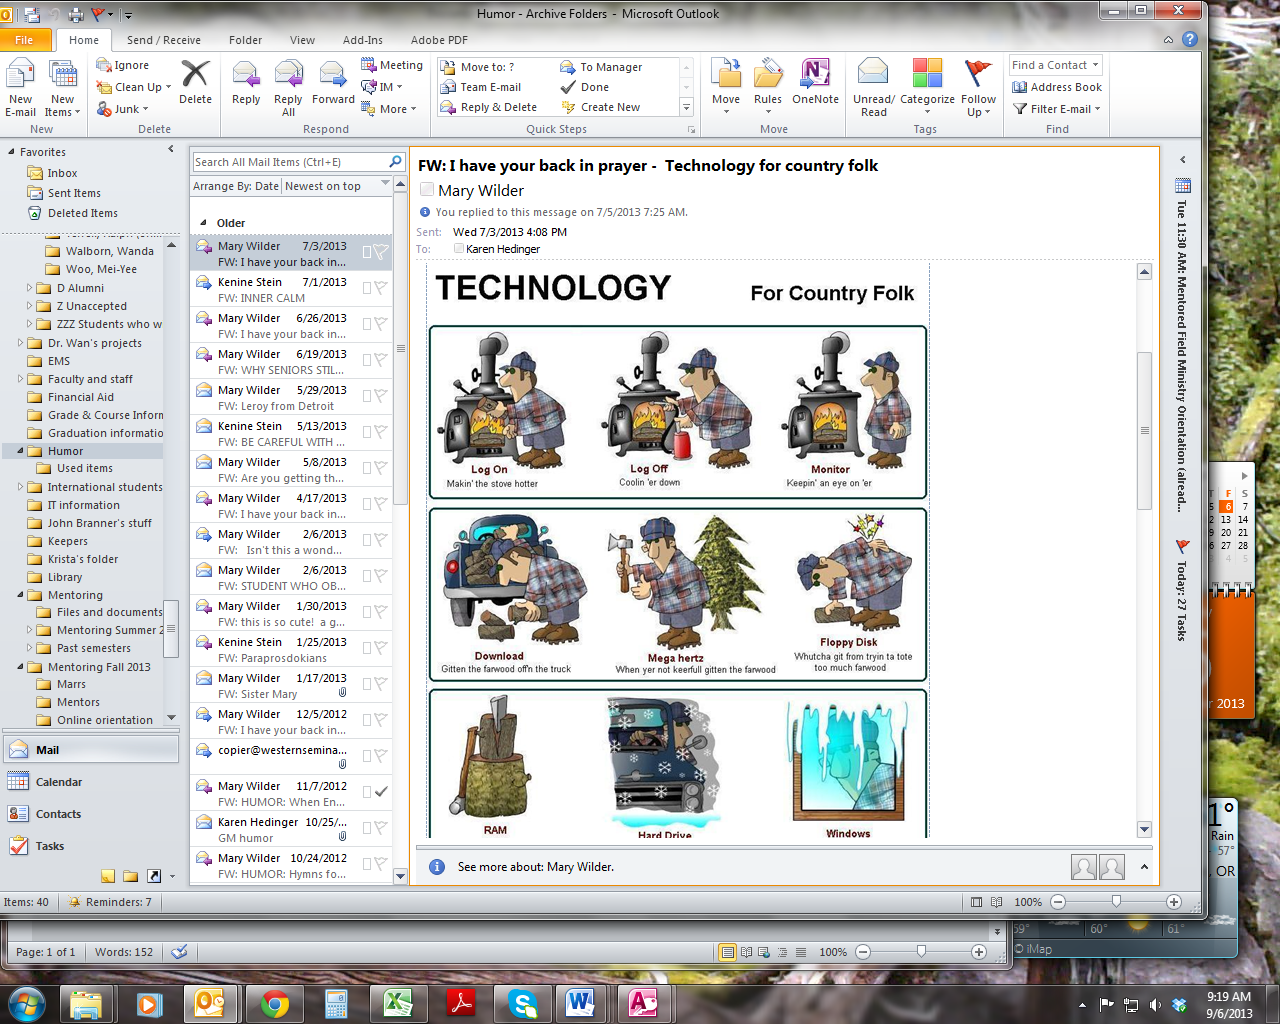 Humor - Archive Folders - Microsoft Outlook
File Home Send / Receive Folder View Add-Ins Adobe PDF
New E-mail
New Items
New
Ignore
Clean Up
Junk
Delete
Delete
Reply
Reply All
Forward
Meeting
IM
More
Respond
Move to: ?
Team E-mail
Reply & Delete
To Manager
Done
Create New
Quick Steps
Move
Rules
OneNote
Move
Unread/ Read
Categorize
Follow Up
Tags
Find a Contact
Address Book
Filter E-mail
Find
Favorites
Inbox
Sent Items
Deleted Items
Walborn, Wanda
Woo, Mei-Yee
D Alumni
Z Unaccepted
ZZZ Students who w
Dr. Wan's projects
EMS
Faculty and staff
Financial Aid
Grade & Course Inforr
Graduation informatio
Humor
Used items
International students
IT information
John Branner's stuff
Keepers
Krista's folder
Library
Mentoring
Files and documents
Mentoring Summer 2
Past semesters
Mentoring Fall 2013
Marrs
Mentors
Online orientation
Mail
Calendar
Contacts
Tasks
Search All Mail Items (Ctrl+E)
Arrange By: Date Newest on top
Older
Mary Wilder 7/3/2013
FW: I have your back in...
Kenine Stein 7/1/2013
FW: INNER CALM
Mary Wilder 6/26/2013
FW: I have your back in...
Mary Wilder 6/19/2013
FW: WHY SENIORS STIL...
Mary Wilder 5/29/2013
FW: Leroy from Detroit
Kenine Stein 5/13/2013
FW: BE CAREFUL WITH ...
Mary Wilder 5/8/2013
FW: Are you getting th...
Mary Wilder 4/17/2013
FW: I have your back in...
Mary Wilder 2/6/2013
FW: Isn't this a wond...
Mary Wilder 2/6/2013
FW: STUDENT WHO OB...
Mary Wilder 1/30/2013
FW: this is so cute! a g...
Kenine Stein 1/25/2013
FW: Paraprosdokians
Mary Wilder 1/17/2013
FW: Sister Mary
Mary Wilder 12/5/2012
FW: I have your back in...
copier@westernsemina...
Mary Wilder 11/7/2012
FW: HUMOR: When En...
Karen Hedinger 10/25/...
GM humor
Mary Wilder 10/24/2012
FW: HUMOR: Hymns fo...
FW: I have your back in prayer - Technology for country folk
Mary Wilder
You replied to this message on 7/5/2013 7:25 AM.
Sent: Wed 7/3/2013 4:08 PM
To: Karen Hedinger
TECHNOLOGY For Country Folk
Log On
Makin' the stove hotter
Log Off
Coolin 'er down
Monitor
Keepin' an eye on 'er
Download
Gitten the farwood off'n the truck
Mega hertz
When yer not keerfull gitten the farwood
Floppy Disk
Whutcha git from tryin ta tote
too much farwood
RAM
Hard Drive
Windows
See more about: Mary Wilder.
Tue 11:30 AM: Mentored Field Ministry Orientation (alread...
Today: 27 Tasks
T F S
5 6 7
12 13 14
19 20 21
26 27 28
4 5
r 2013
1°
Rain
57°
, OR
59° 60° 61°
© iMap
Items: 40 Reminders: 7 100%
Page: 1 of 1 Words: 152 100%
9:19 AM
9/6/2013